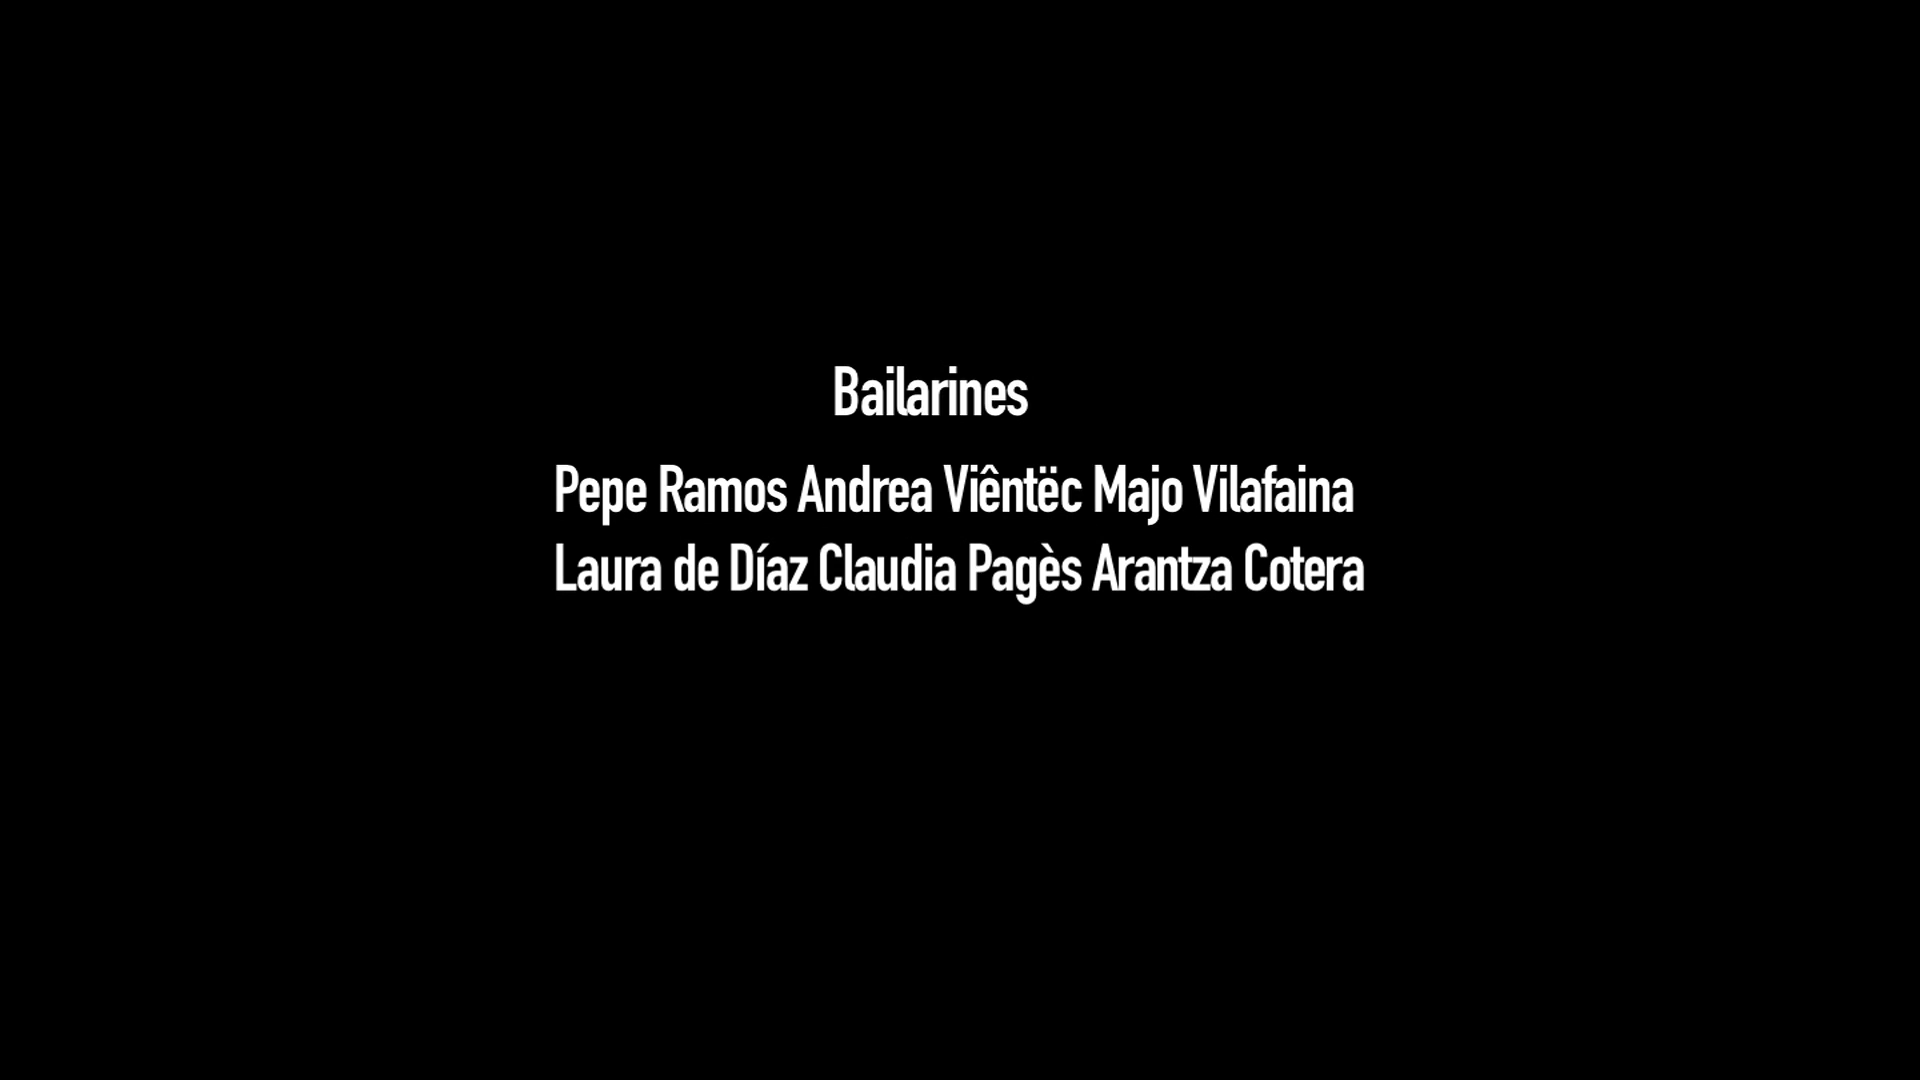 Bailarines
Pepe Ramos Andrea Viêntëc Majo Vilafaina
Laura de Díaz Claudia Pagès Arantza Cotera